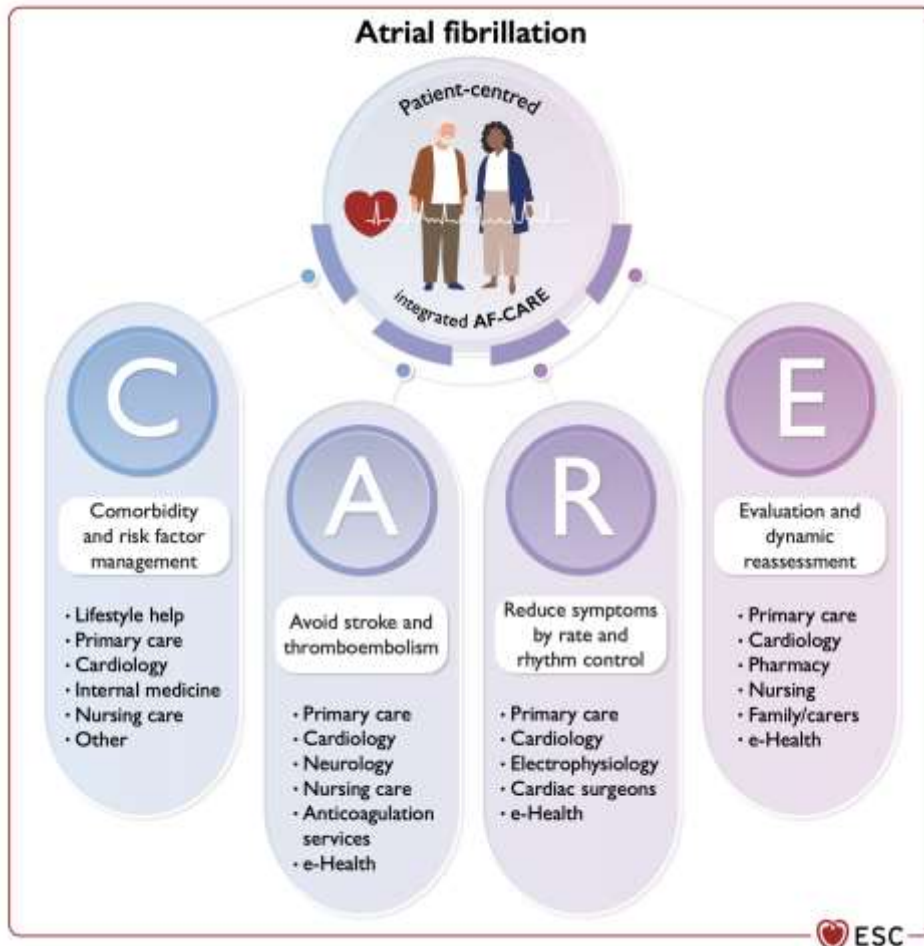 Atrial fibrillation
Patient-centred
integrated AF-CARE
C
Comorbidity
and risk factor
management
· Lifestyle help
· Primary care
· Cardiology
· Internal medicine
· Nursing care
· Other
A
Avoid stroke and
thromboembolism
· Primary care
· Cardiology
· Neurology
· Nursing care
· Anticoagulation
services
· e-Health
R
Reduce symptoms
by rate and
rhythm control
· Primary care
· Cardiology
· Electrophysiology
· Cardiac surgeons
· e-Health
E
Evaluation and
dynamic
reassessment
· Primary care
· Cardiology
· Pharmacy
· Nursing
· Family/carers
· e-Health
ESC